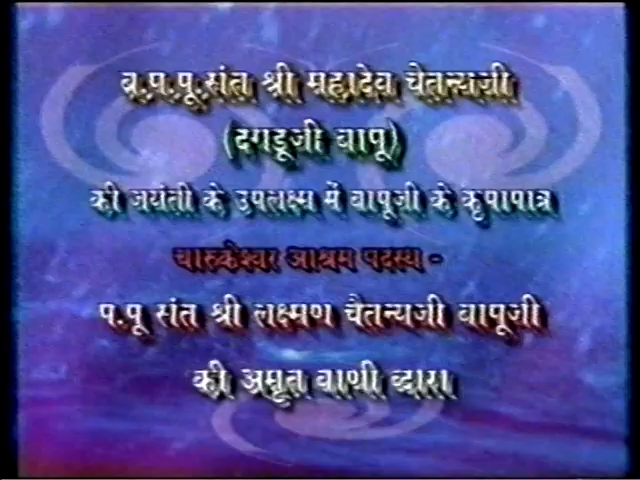 ब्र.प.पू.संत श्री महादेव चैतन्यजी
(दगडूजी बापू)
की जयंती के उपलक्ष्य में बापूजी के कृपापात्र
चारुकेश्वर आश्रम पदस्थ -
प.पू संत श्री लक्ष्मण चैतन्यजी बापूजी
की अमृत वाणी व्दारा